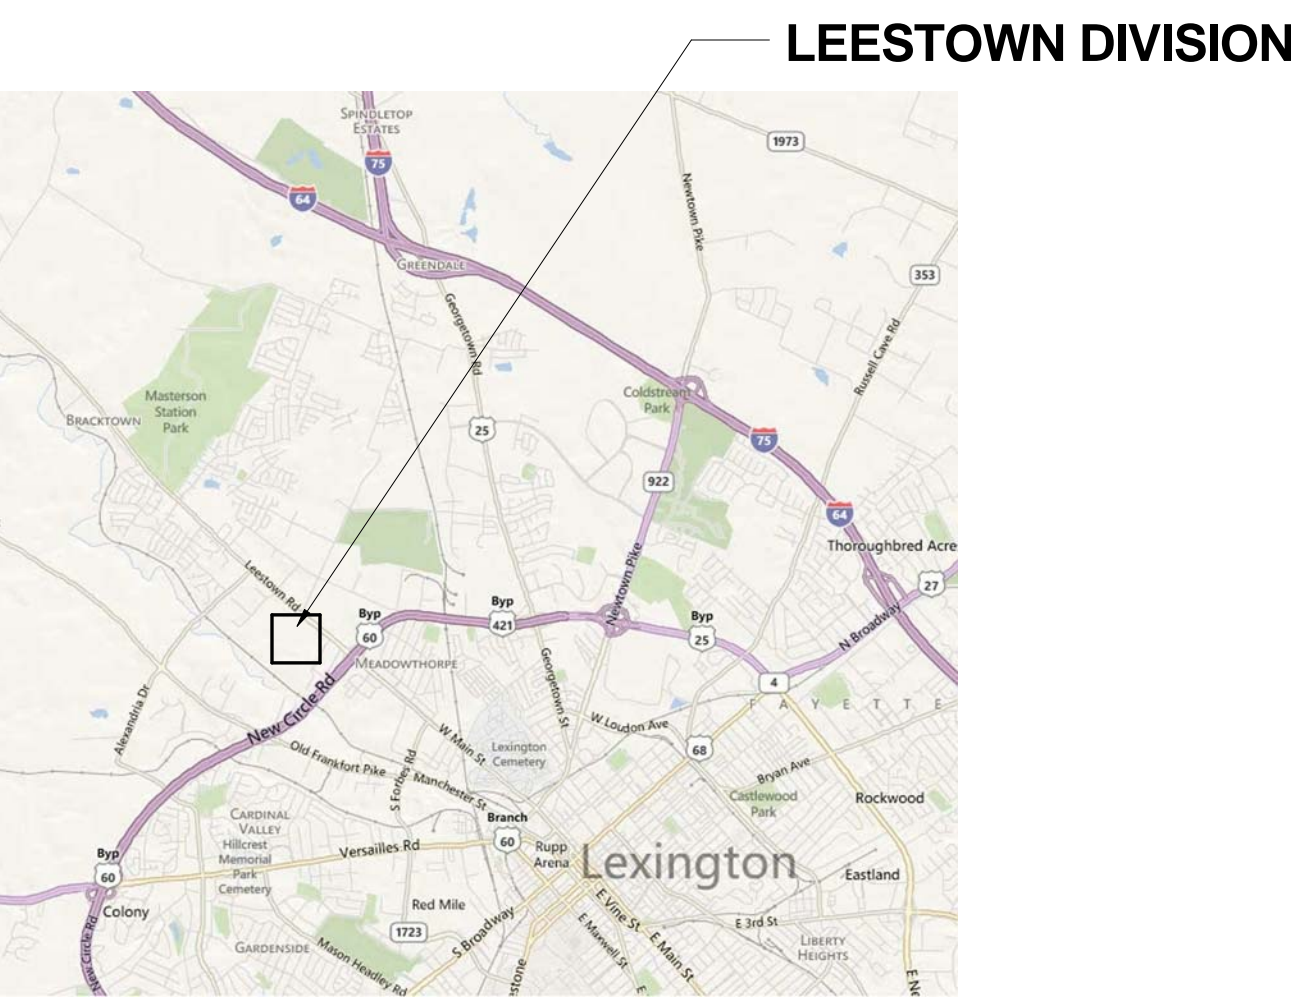 LEESTOWN DIVISION
SPINDLETOP
ESTATES
1973
75
64
Newtown Pike
GREENDALE
353
Georgetown Rd
Russell Cave Rd
Masterson
Station
Park
Coldstream
Park
BRACKTOWN
25
75
922
64
Thoroughbred Acre
Leestown Rd
Newtown Pike
27
Byp
60
Byp
421
Byp
25
N Broadway
MEADOWTHORPE
Georgetown St
4
FAYETTE
Alexandria Dr
New Circle Rd
W Loudon Ave
W Main St
Lexington
Cemetery
68
Old Frankfort Pike
S Forbes Rd
Manchester St
Bryan Ave
Castlewood
Park
Rockwood
CARDINAL
VALLEY
Branch
60
Hillcrest
Memorial
Park
Cemetery
Versailles Rd
Rupp
Arena
Lexington
Byp
60
Eastland
Colony
Red Mile
E Vine St
E 3rd St
1723
S Broadway
E Maxwell St
E Main St
LIBERTY
HEIGHTS
New Circle Rd
GARDENSIDE
Mason Headley Rd
stone
E
E Ne